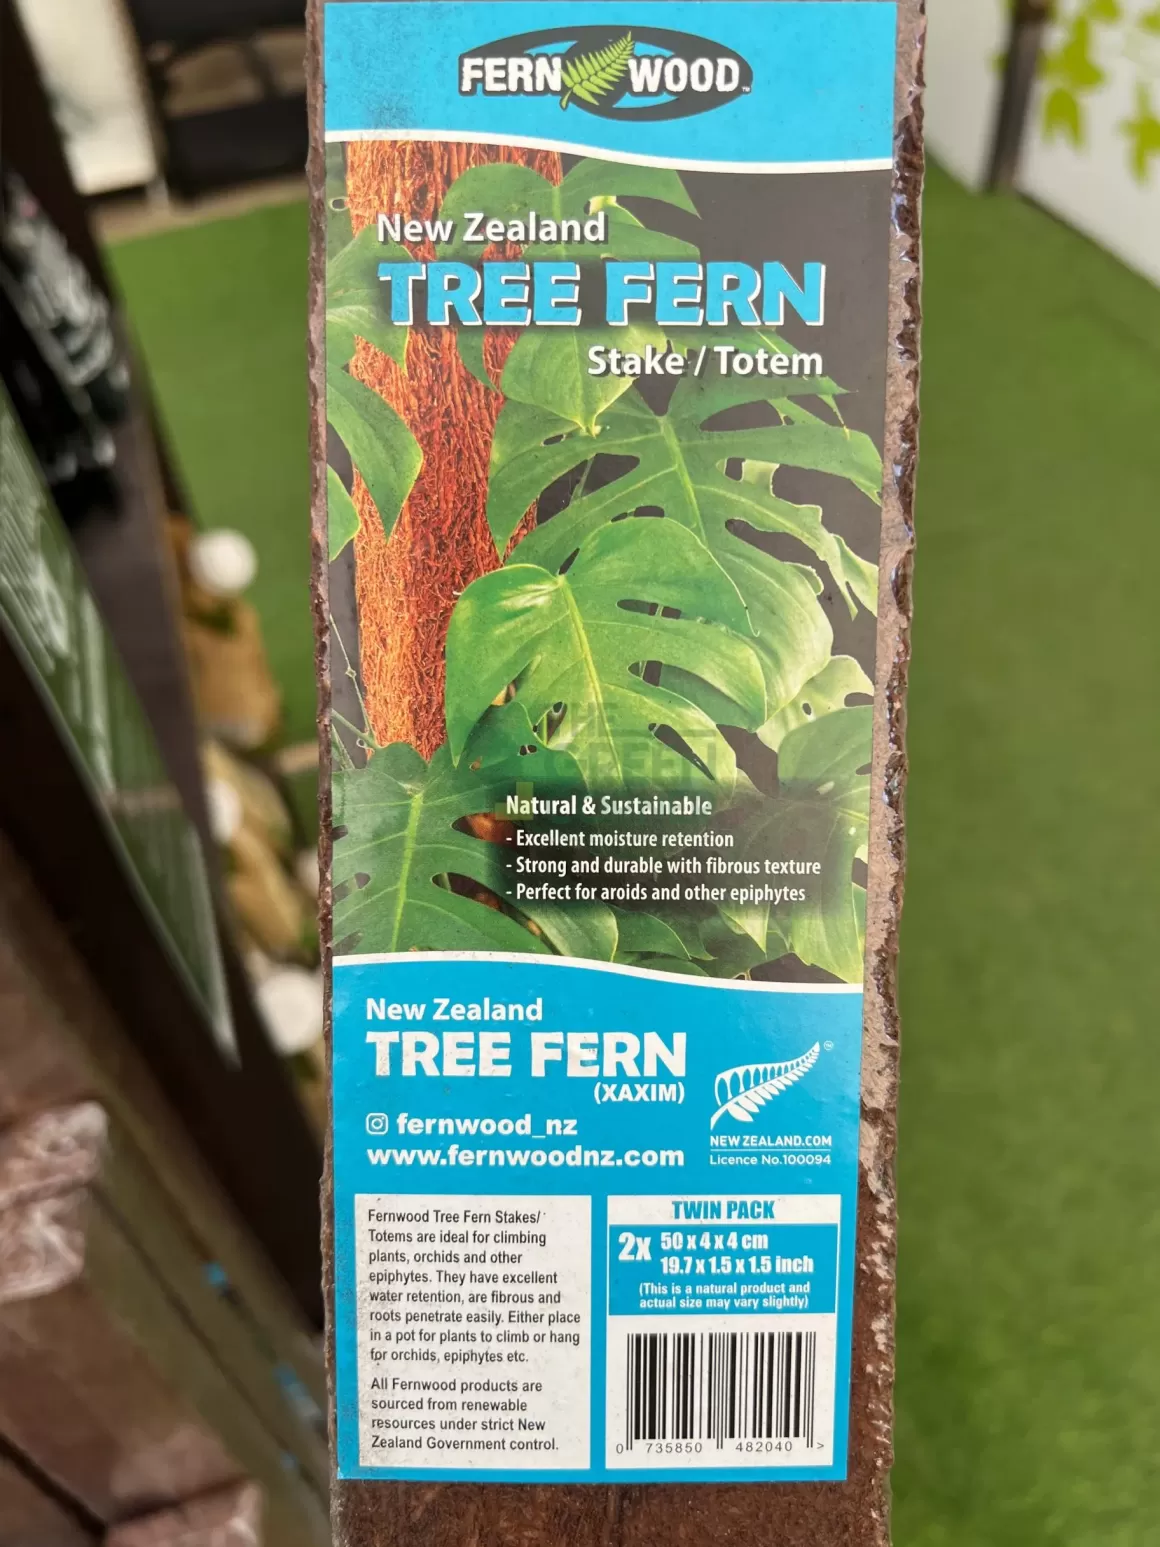 FERN WOOD™
New Zealand
TREE FERN
Stake / Totem
THE
GREEN
Natural & Sustainable
- Excellent moisture retention
- Strong and durable with fibrous texture
- Perfect for aroids and other epiphytes
New Zealand
TREE FERN
(XAXIM)
fernwood_nz
www.fernwoodnz.com
NEWZEALAND.COM
Licence No.100094
Fernwood Tree Fern Stakes/
Totems are ideal for climbing
plants, orchids and other
epiphytes. They have excellent
water retention, are fibrous and
roots penetrate easily. Either place
in a pot for plants to climb or hang
for orchids, epiphytes etc.
All Fernwood products are
sourced from renewable
resources under strict New
Zealand Government control.
TWIN PACK
2x 50 x 4 x 4 cm
19.7 x 1.5 x 1.5 inch
(This is a natural product and
actual size may vary slightly)
0 735850 482040 >